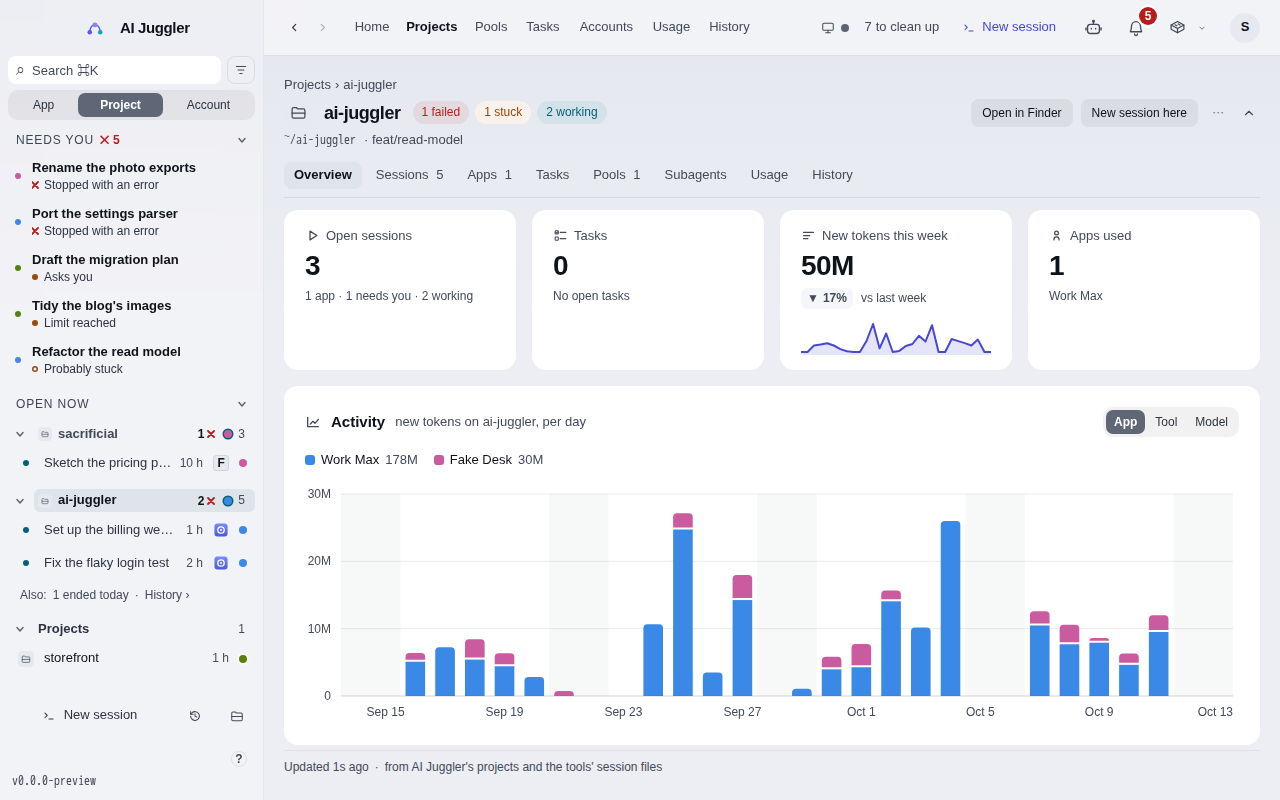 AI Juggler
Search ⌘K
App Project Account
NEEDS YOU 5
Rename the photo exports
Stopped with an error
Port the settings parser
Stopped with an error
Draft the migration plan
Asks you
Tidy the blog's images
Limit reached
Refactor the read model
Probably stuck
OPEN NOW
sacrificial 1 3
Sketch the pricing p… 10 h F
ai-juggler 2 5
Set up the billing we… 1 h
Fix the flaky login test 2 h
Also: 1 ended today · History ›
Projects 1
storefront 1 h
New session
?
v0.0.0-preview
Home Projects Pools Tasks Accounts Usage History
7 to clean up
New session
5
S
Projects › ai-juggler
ai-juggler 1 failed 1 stuck 2 working
Open in Finder New session here ···
~/ai-juggler · feat/read-model
Overview Sessions 5 Apps 1 Tasks Pools 1 Subagents Usage History
Open sessions
3
1 app · 1 needs you · 2 working
Tasks
0
No open tasks
New tokens this week
50M
▼ 17% vs last week
Apps used
1
Work Max
Activity new tokens on ai-juggler, per day
App Tool Model
Work Max 178M Fake Desk 30M
30M
20M
10M
0
Sep 15 Sep 19 Sep 23 Sep 27 Oct 1 Oct 5 Oct 9 Oct 13
Updated 1s ago · from AI Juggler's projects and the tools' session files